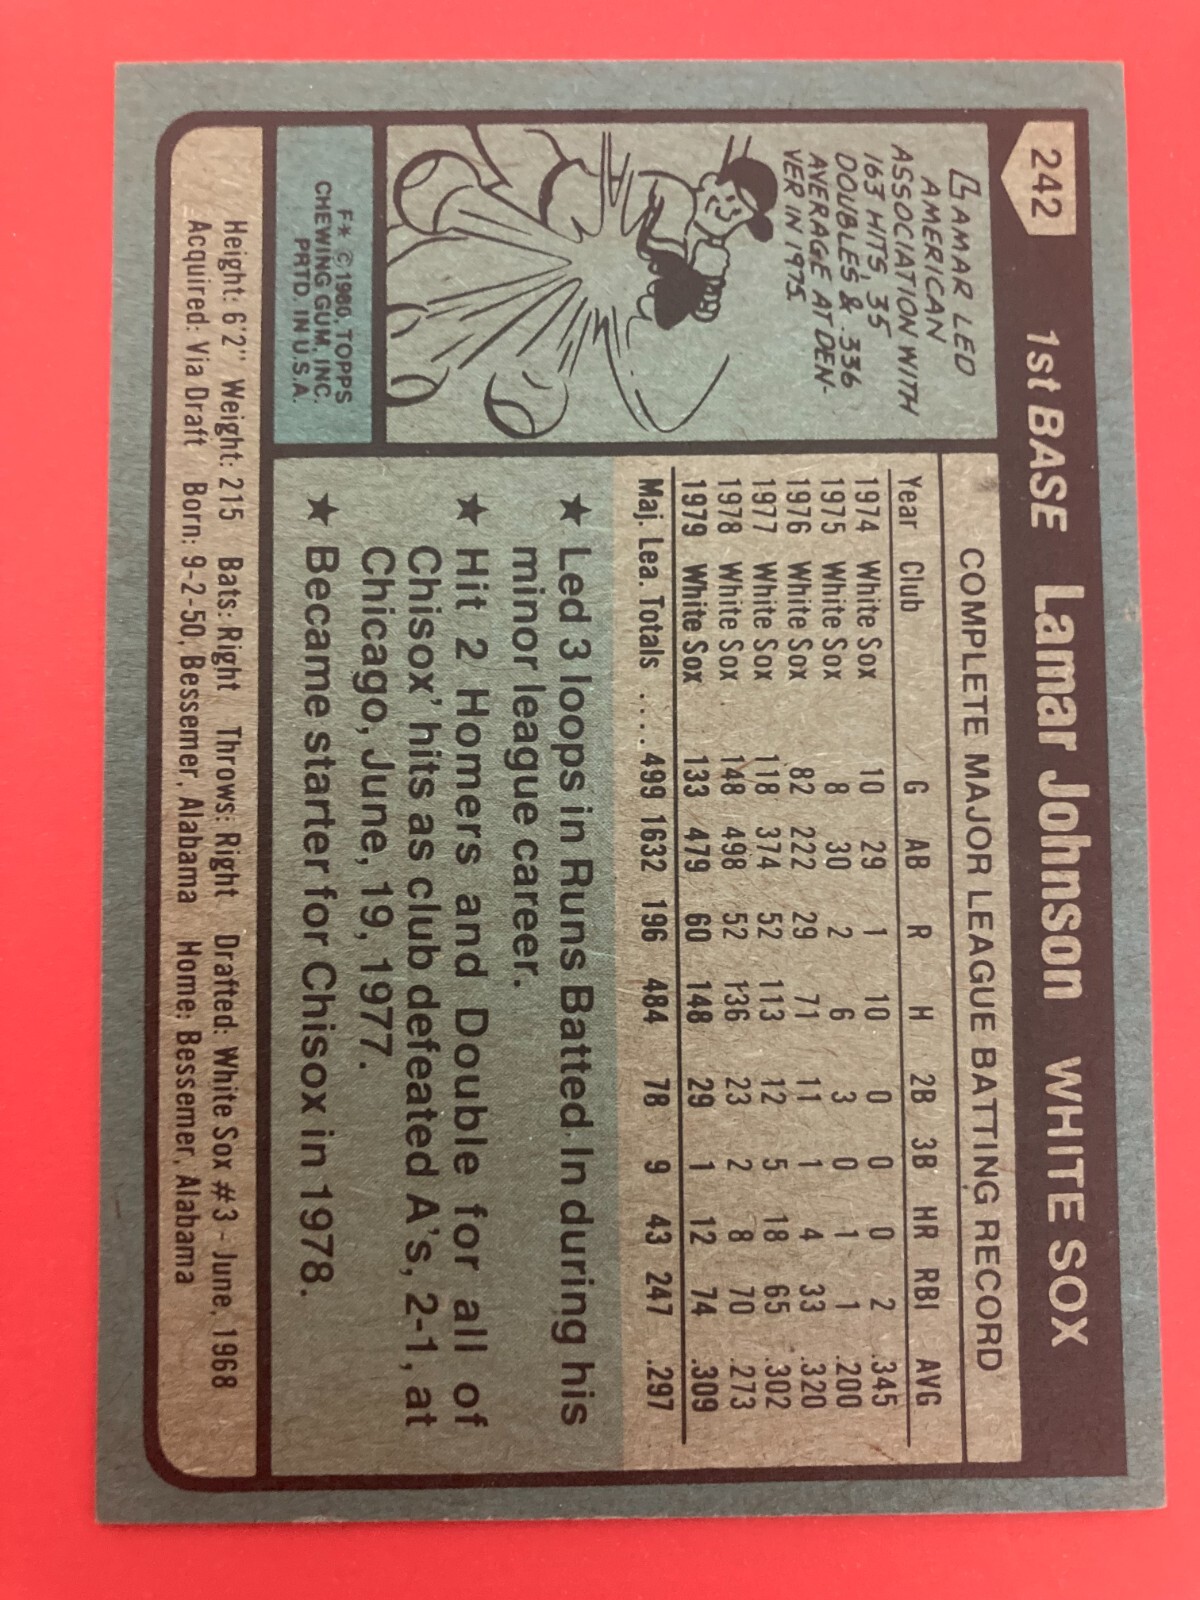 242 1st BASE Lamar Johnson WHITE SOX
LAMAR LED
AMERICAN
ASSOCIATION WITH
163 HITS, 35
DOUBLES & .336
AVERAGE AT DEN-
VER IN 1975.
F* © 1980, TOPPS
CHEWING GUM, INC.
PRTD. IN U.S.A.
COMPLETE MAJOR LEAGUE BATTING RECORD
Year Club G AB R H 2B 3B HR RBI AVG
1974 White Sox 10 29 1 10 0 0 0 2 .345
1975 White Sox 8 30 2 6 3 0 1 1 .200
1976 White Sox 82 222 29 71 11 1 4 33 .320
1977 White Sox 118 374 52 113 12 5 18 65 .302
1978 White Sox 148 498 52 136 23 2 8 70 .273
1979 White Sox 133 479 60 148 29 1 12 74 .309
Maj. Lea. Totals ..... 499 1632 196 484 78 9 43 247 .297
★ Led 3 loops in Runs Batted In during his
minor league career.
★ Hit 2 Homers and Double for all of
Chisox' hits as club defeated A's, 2-1, at
Chicago, June, 19, 1977.
★ Became starter for Chisox in 1978.
Height: 6'2" Weight: 215 Bats: Right Throws: Right Drafted: White Sox #3 - June, 1968
Acquired: Via Draft Born: 9-2-50, Bessemer, Alabama Home: Bessemer, Alabama